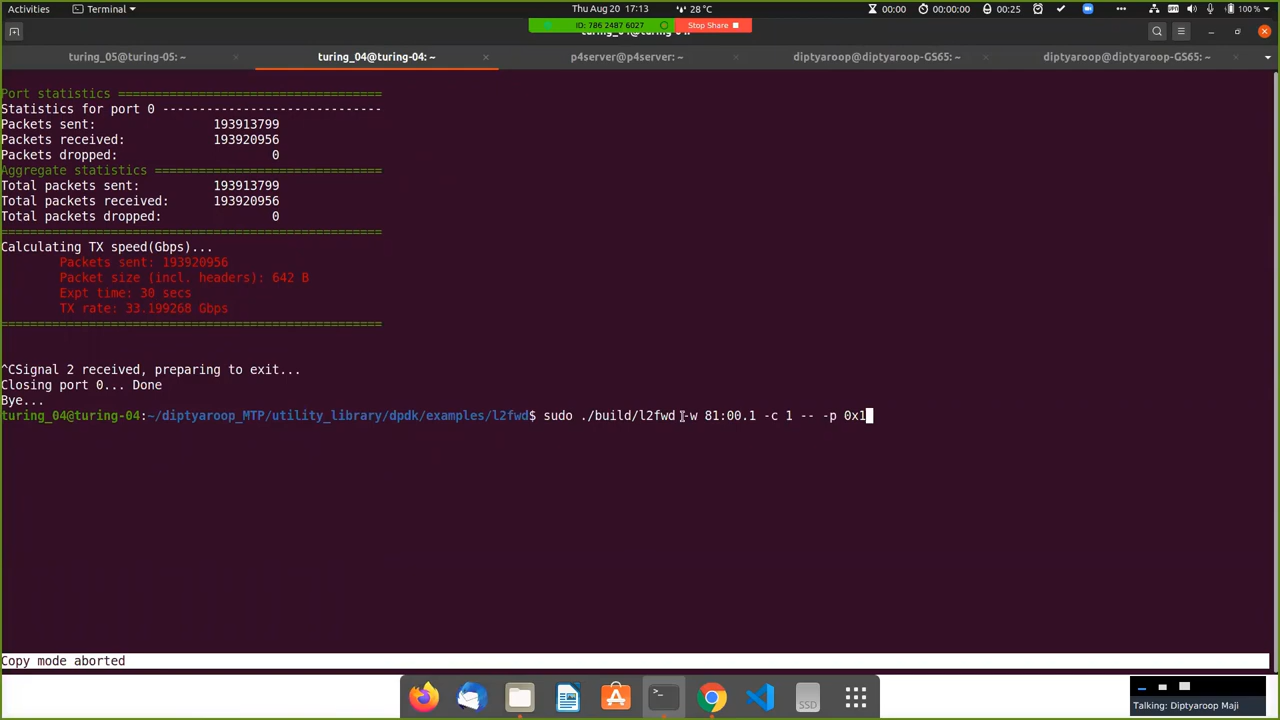 Activities
Terminal
Thu Aug 20 17:13
28 °C
00:00
00:00:00
00:25
100 %
ID: 786 2487 6027
Stop Share
turing_05@turing-05: ~
turing_04@turing-04: ~
p4server@p4server: ~
diptyaroop@diptyaroop-GS65: ~
diptyaroop@diptyaroop-GS65: ~
Port statistics ====================================
Statistics for port 0 ------------------------------
Packets sent: 193913799
Packets received: 193920956
Packets dropped: 0
Aggregate statistics ===============================
Total packets sent: 193913799
Total packets received: 193920956
Total packets dropped: 0
====================================================
Calculating TX speed(Gbps)...
Packets sent: 193920956
Packet size (incl. headers): 642 B
Expt time: 30 secs
TX rate: 33.199268 Gbps
====================================================
^CSignal 2 received, preparing to exit...
Closing port 0... Done
Bye...
turing_04@turing-04:~/diptyaroop_MTP/utility_library/dpdk/examples/l2fwd$ sudo ./build/l2fwd -w 81:00.1 -c 1 -- -p 0x1
Copy mode aborted
SSD
Talking: Diptyaroop Maji